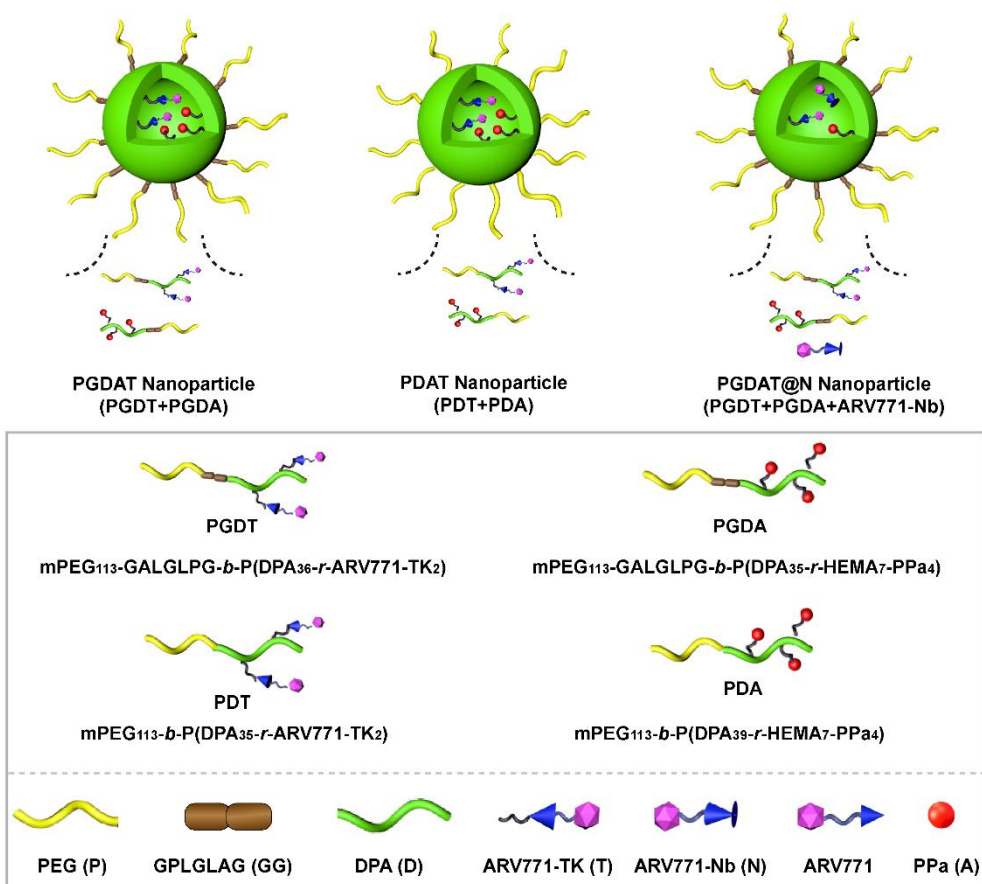 PGDAT Nanoparticle
(PGDT+PGDA)
PDAT Nanoparticle
(PDT+PDA)
PGDAT@N Nanoparticle
(PGDT+PGDA+ARV771-Nb)
PGDT
mPEG113-GALGLPG-b-P(DPA36-r-ARV771-TK2)
PGDA
mPEG113-GALGLPG-b-P(DPA35-r-HEMA7-PPa4)
PDT
mPEG113-b-P(DPA35-r-ARV771-TK2)
PDA
mPEG113-b-P(DPA39-r-HEMA7-PPa4)
PEG (P)
GPLGLAG (GG)
DPA (D)
ARV771-TK (T)
ARV771-Nb (N)
ARV771
PPa (A)